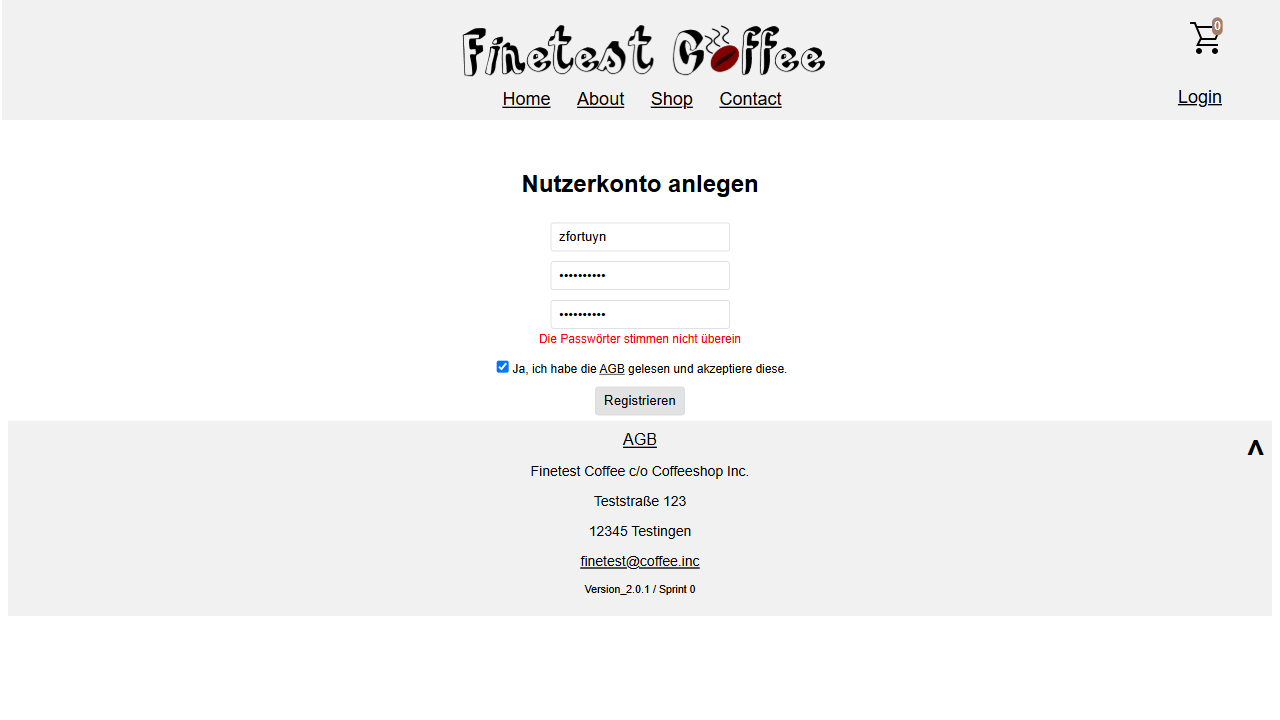 Finetest Coffee
0
Home About Shop Contact
Login
Nutzerkonto anlegen
zfortuyn
••••••••••
••••••••••
Die Passwörter stimmen nicht überein
Ja, ich habe die AGB gelesen und akzeptiere diese.
Registrieren
AGB
^
Finetest Coffee c/o Coffeeshop Inc.
Teststraße 123
12345 Testingen
finetest@coffee.inc
Version_2.0.1 / Sprint 0